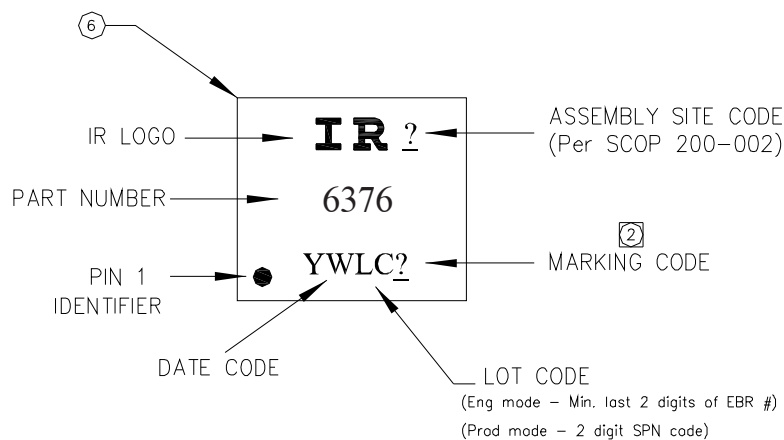 6
IR LOGO
IR ?
ASSEMBLY SITE CODE
(Per SCOP 200-002)
PART NUMBER
6376
2
MARKING CODE
YWLC?
PIN 1
IDENTIFIER
DATE CODE
LOT CODE
(Eng mode - Min. last 2 digits of EBR #)
(Prod mode - 2 digit SPN code)